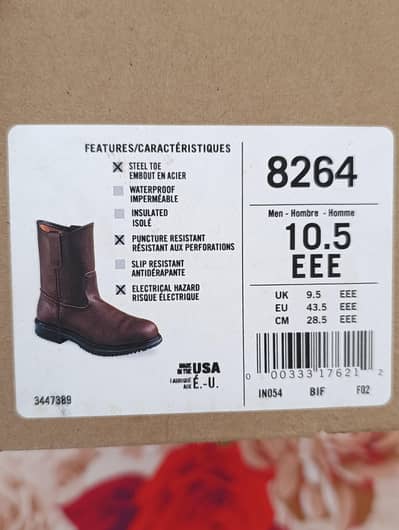 FEATURES/CARACTÉRISTIQUES
X STEEL TOE
EMBOUT EN ACIER
WATERPROOF
IMPERMÉABLE
INSULATED
ISOLÉ
X PUNCTURE RESISTANT
RÉSISTANT AUX PERFORATIONS
SLIP RESISTANT
ANTIDÉRAPANTE
X ELECTRICAL HAZARD
RISQUE ÉLECTRIQUE
MADE IN THE USA
FABRIQUÉ AUX É.-U.
3447389
8264
Men - Hombre - Homme
10.5
EEE
UK 9.5 EEE
EU 43.5 EEE
CM 28.5 EEE
0 00333 17621 2
IN054 BIF F02